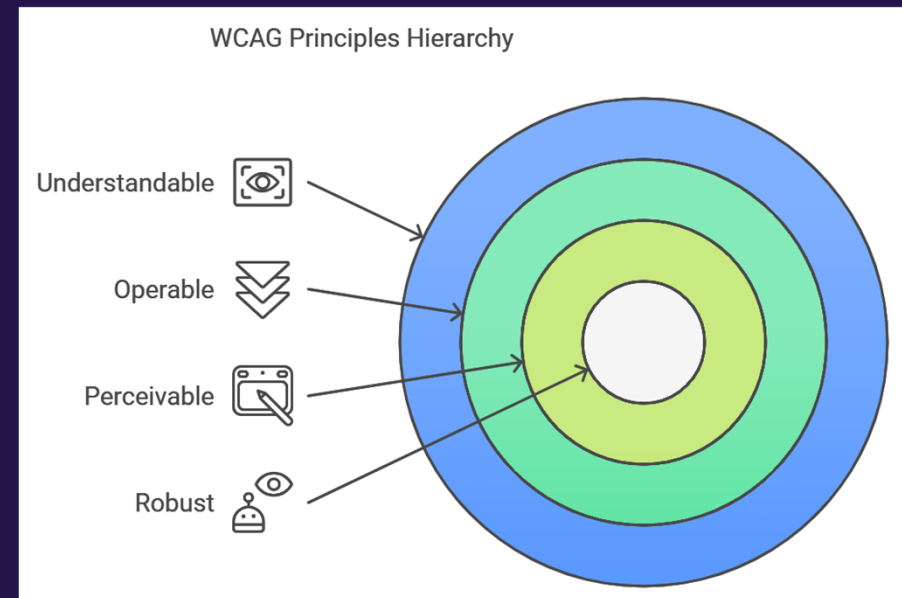 WCAG Principles Hierarchy
Understandable
Operable
Perceivable
Robust